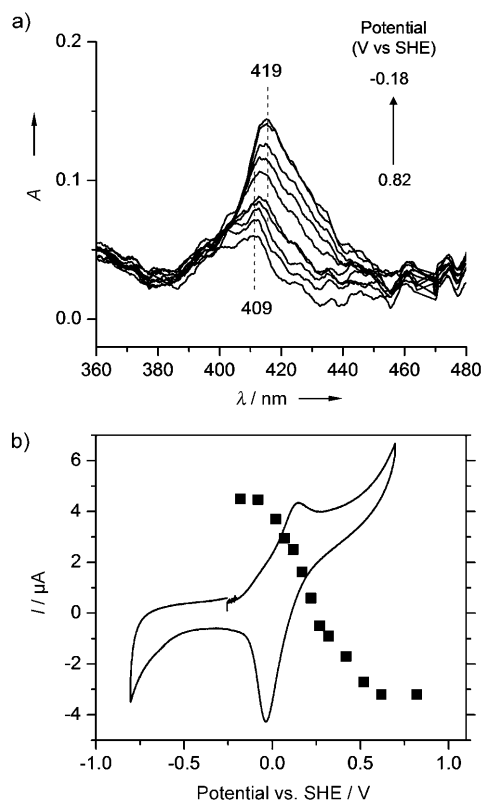 a)
Potential
(V vs SHE)
-0.18
0.82
419
409
0.2
0.1
0.0
A
360 380 400 420 440 460 480
λ / nm
b)
6
4
2
0
-2
-4
I / µA
-1.0 -0.5 0.0 0.5 1.0
Potential vs. SHE / V